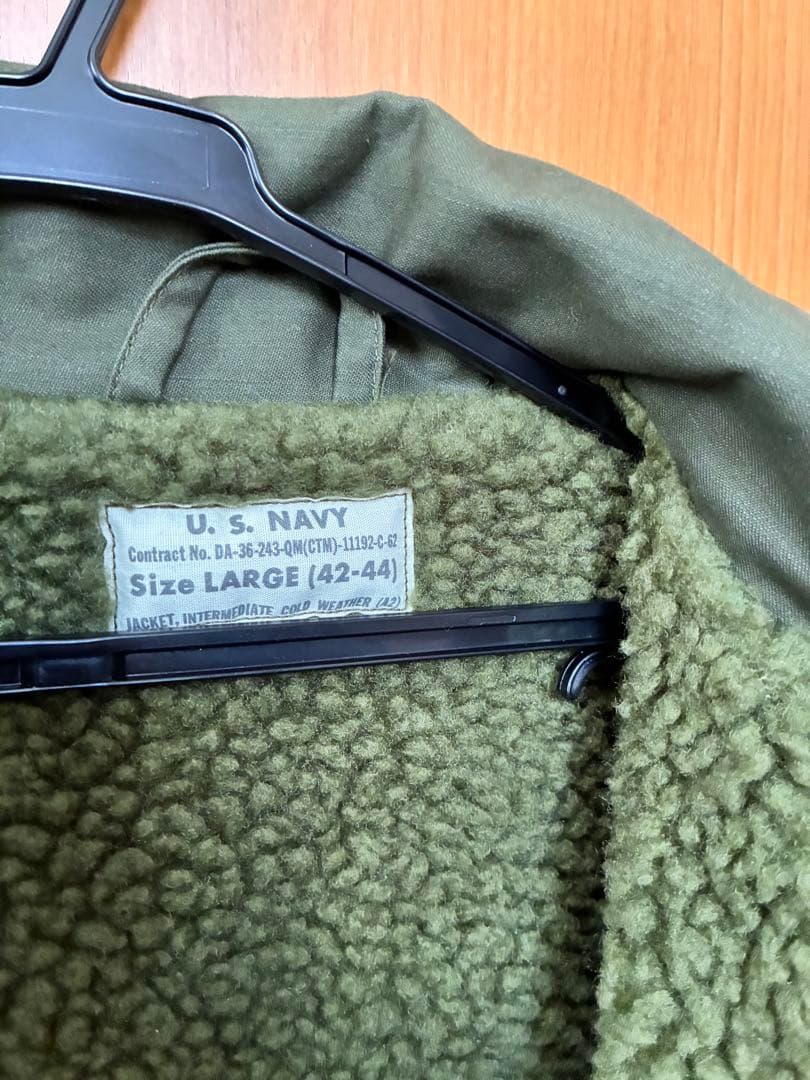 U. S. NAVY
Contract No. DA-36-243-QM(CTM)-11192-C-62
Size LARGE (42-44)
JACKET, INTERMEDIATE COLD WEATHER (A2)